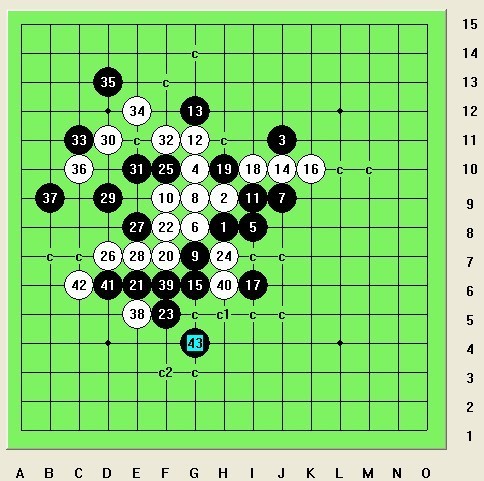 15
c 14
35 c 13
34 13 12
33 30 c 32 12 c 3 11
36 31 25 4 19 18 14 16 c c 10
37 29 10 8 2 11 7 9
27 22 6 1 5 8
c c 26 28 20 9 24 c c 7
42 41 21 39 15 40 17 6
38 23 c c1 c c 5
43 4
c2 c 3
2
1
A B C D E F G H I J K L M N O